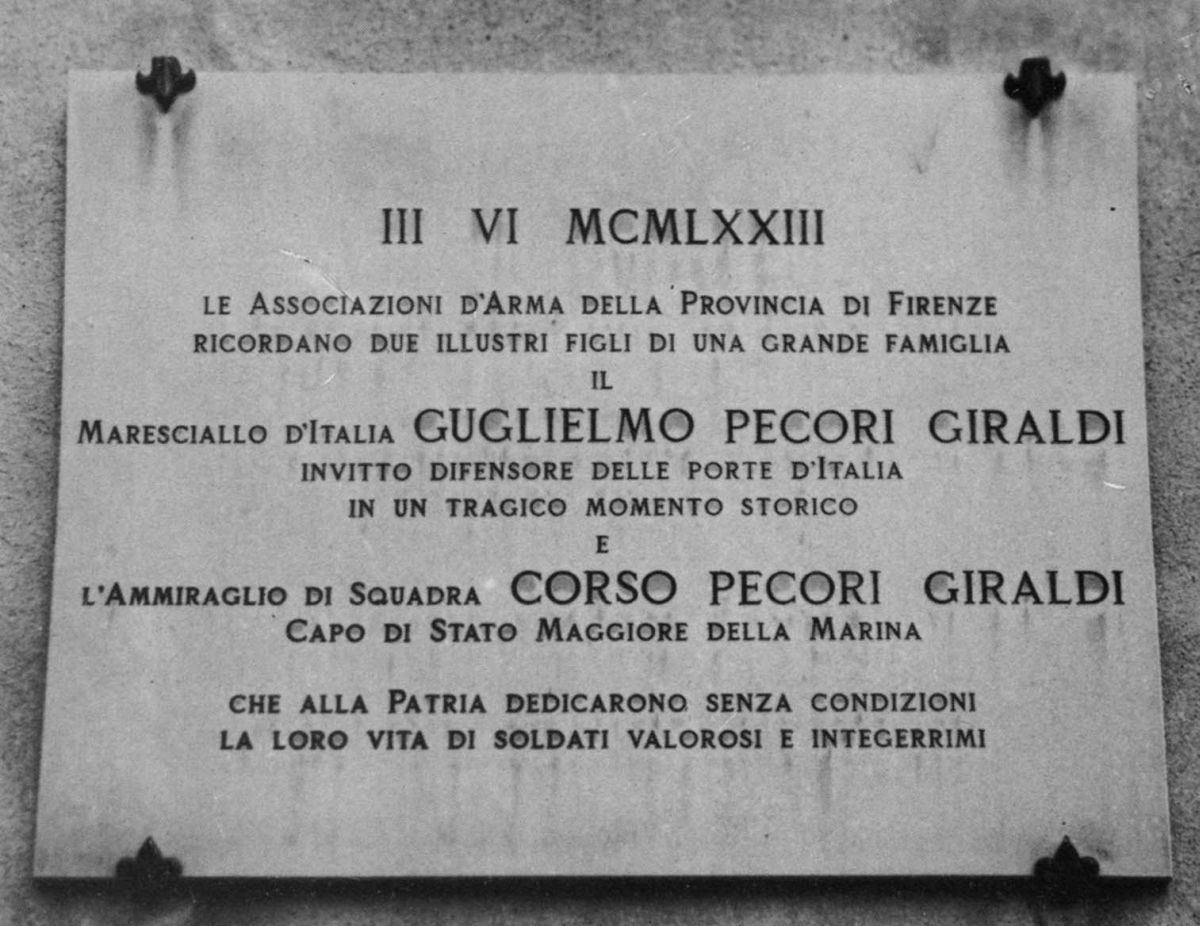 III VI MCMLXXIII
LE ASSOCIAZIONI D'ARMA DELLA PROVINCIA DI FIRENZE
RICORDANO DUE ILLUSTRI FIGLI DI UNA GRANDE FAMIGLIA
IL
MARESCIALLO D'ITALIA GUGLIELMO PECORI GIRALDI
INVITTO DIFENSORE DELLE PORTE D'ITALIA
IN UN TRAGICO MOMENTO STORICO
E
L'AMMIRAGLIO DI SQUADRA CORSO PECORI GIRALDI
CAPO DI STATO MAGGIORE DELLA MARINA
CHE ALLA PATRIA DEDICARONO SENZA CONDIZIONI
LA LORO VITA DI SOLDATI VALOROSI E INTEGERRIMI